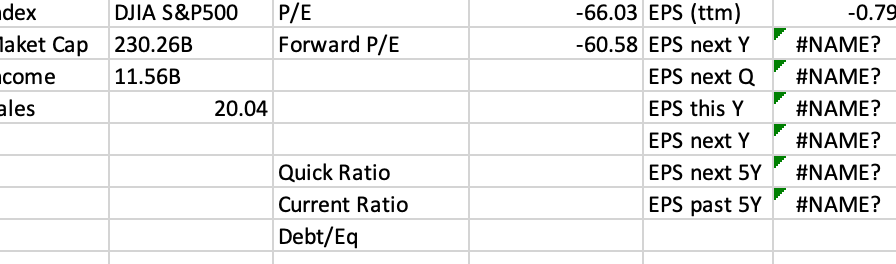 ndex DJIA S&P500 P/E -66.03 EPS (ttm) -0.79
Maket Cap 230.26B Forward P/E -60.58 EPS next Y #NAME?
ncome 11.56B EPS next Q #NAME?
ales 20.04 EPS this Y #NAME?
EPS next Y #NAME?
Quick Ratio EPS next 5Y #NAME?
Current Ratio EPS past 5Y #NAME?
Debt/Eq